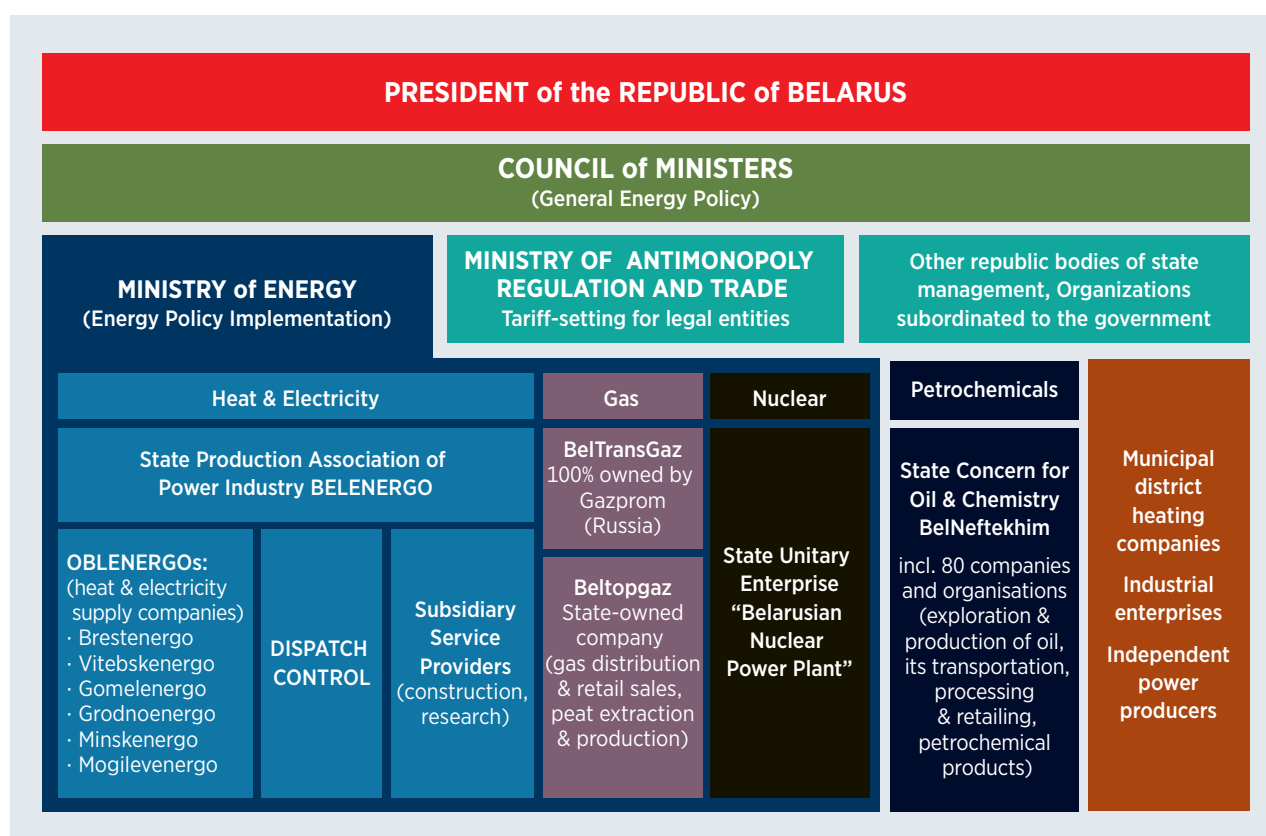 PRESIDENT of the REPUBLIC of BELARUS
COUNCIL of MINISTERS
(General Energy Policy)
MINISTRY of ENERGY
(Energy Policy Implementation)
MINISTRY OF ANTIMONOPOLY
REGULATION AND TRADE
Tariff-setting for legal entities
Other republic bodies of state
management, Organizations
subordinated to the government
Heat & Electricity
State Production Association of
Power Industry BELENERGO
OBLENERGOs:
(heat & electricity
supply companies)
· Brestenergo
· Vitebskenergo
· Gomelenergo
· Grodnoenergo
· Minskenergo
· Mogilevenergo
DISPATCH
CONTROL
Subsidiary
Service
Providers
(construction,
research)
Gas
BelTransGaz
100% owned by
Gazprom
(Russia)
Beltopgaz
State-owned
company
(gas distribution
& retail sales,
peat extraction
& production)
Nuclear
State Unitary
Enterprise
“Belarusian
Nuclear
Power Plant”
Petrochemicals
State Concern for
Oil & Chemistry
BelNeftekhim
incl. 80 companies
and organisations
(exploration &
production of oil,
its transportation,
processing
& retailing,
petrochemical
products)
Municipal
district
heating
companies
Industrial
enterprises
Independent
power
producers